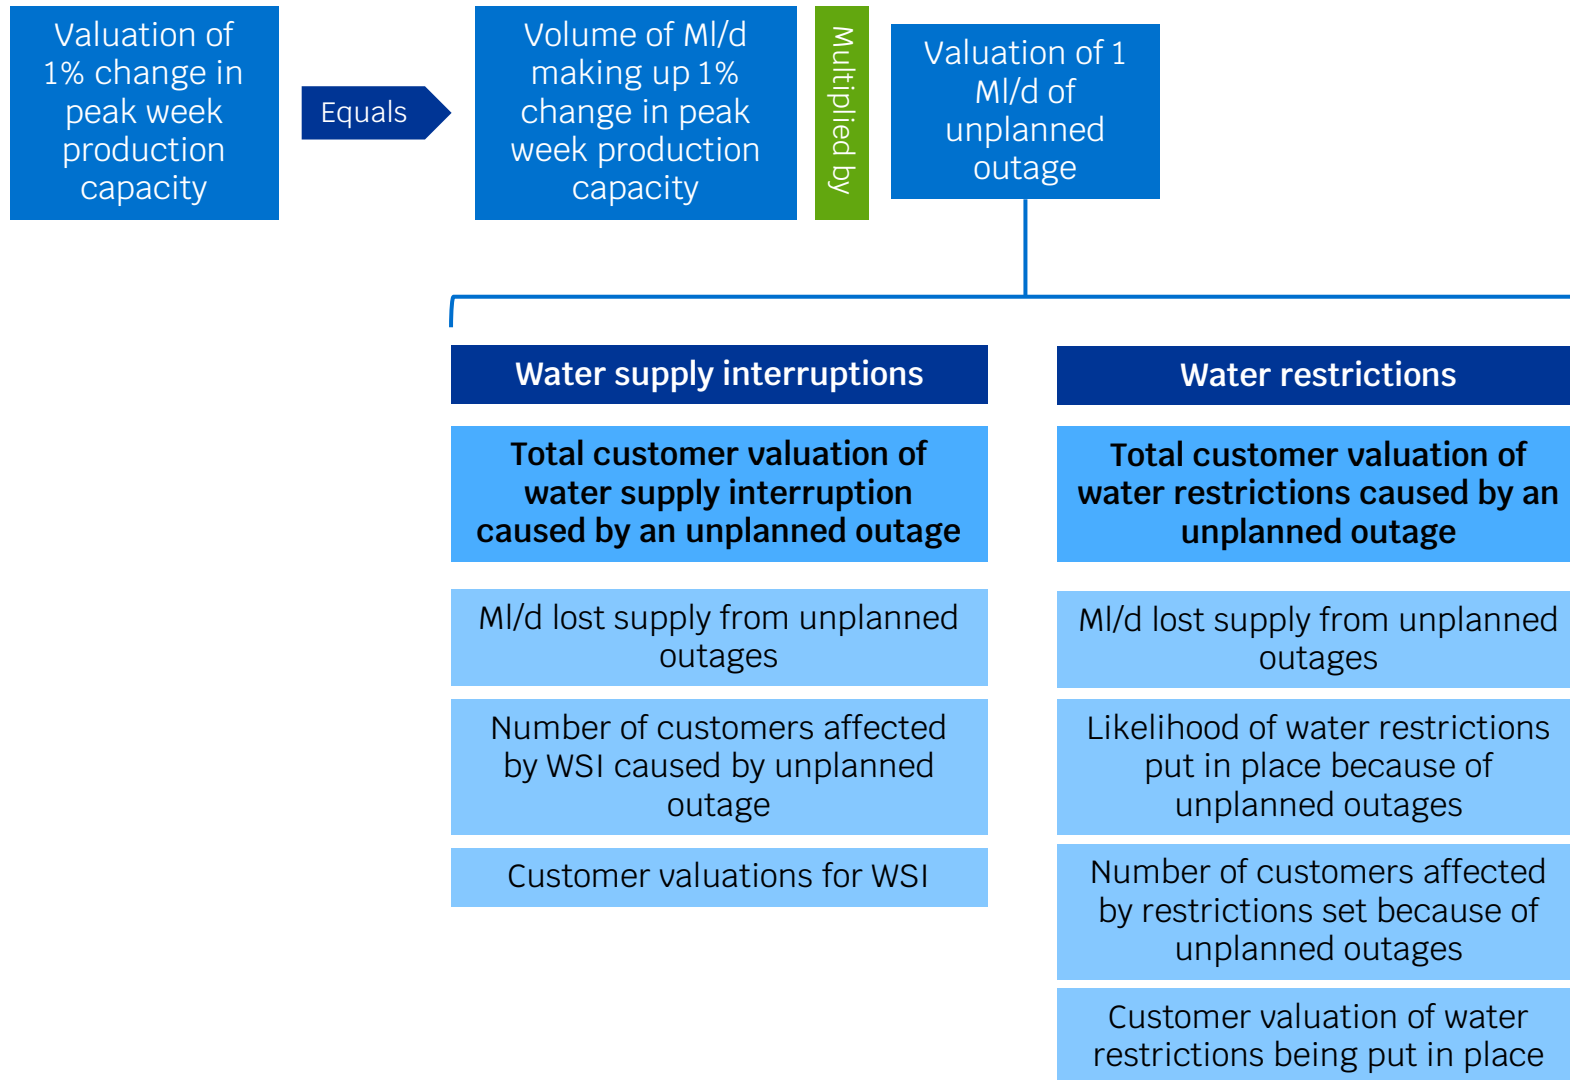 Valuation of
1% change in
peak week
production
capacity
Equals
Volume of Ml/d
making up 1%
change in peak
week production
capacity
Multiplied by
Valuation of 1
Ml/d of
unplanned
outage
Water supply interruptions
Total customer valuation of
water supply interruption
caused by an unplanned outage
Ml/d lost supply from unplanned
outages
Number of customers affected
by WSI caused by unplanned
outage
Customer valuations for WSI
Water restrictions
Total customer valuation of
water restrictions caused by an
unplanned outage
Ml/d lost supply from unplanned
outages
Likelihood of water restrictions
put in place because of
unplanned outages
Number of customers affected
by restrictions set because of
unplanned outages
Customer valuation of water
restrictions being put in place